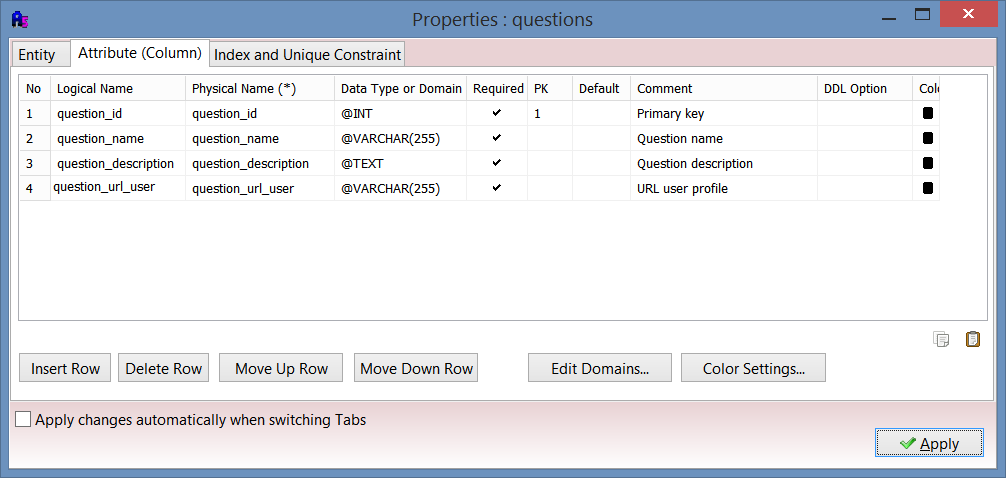 Properties : questions
Entity Attribute (Column) Index and Unique Constraint
No Logical Name Physical Name (*) Data Type or Domain Required PK Default Comment DDL Option Colo
1 question_id question_id @INT ✔ 1 Primary key
2 question_name question_name @VARCHAR(255) ✔ Question name
3 question_description question_description @TEXT ✔ Question description
4 question_url_user question_url_user @VARCHAR(255) ✔ URL user profile
Insert Row Delete Row Move Up Row Move Down Row Edit Domains... Color Settings...
Apply changes automatically when switching Tabs
Apply